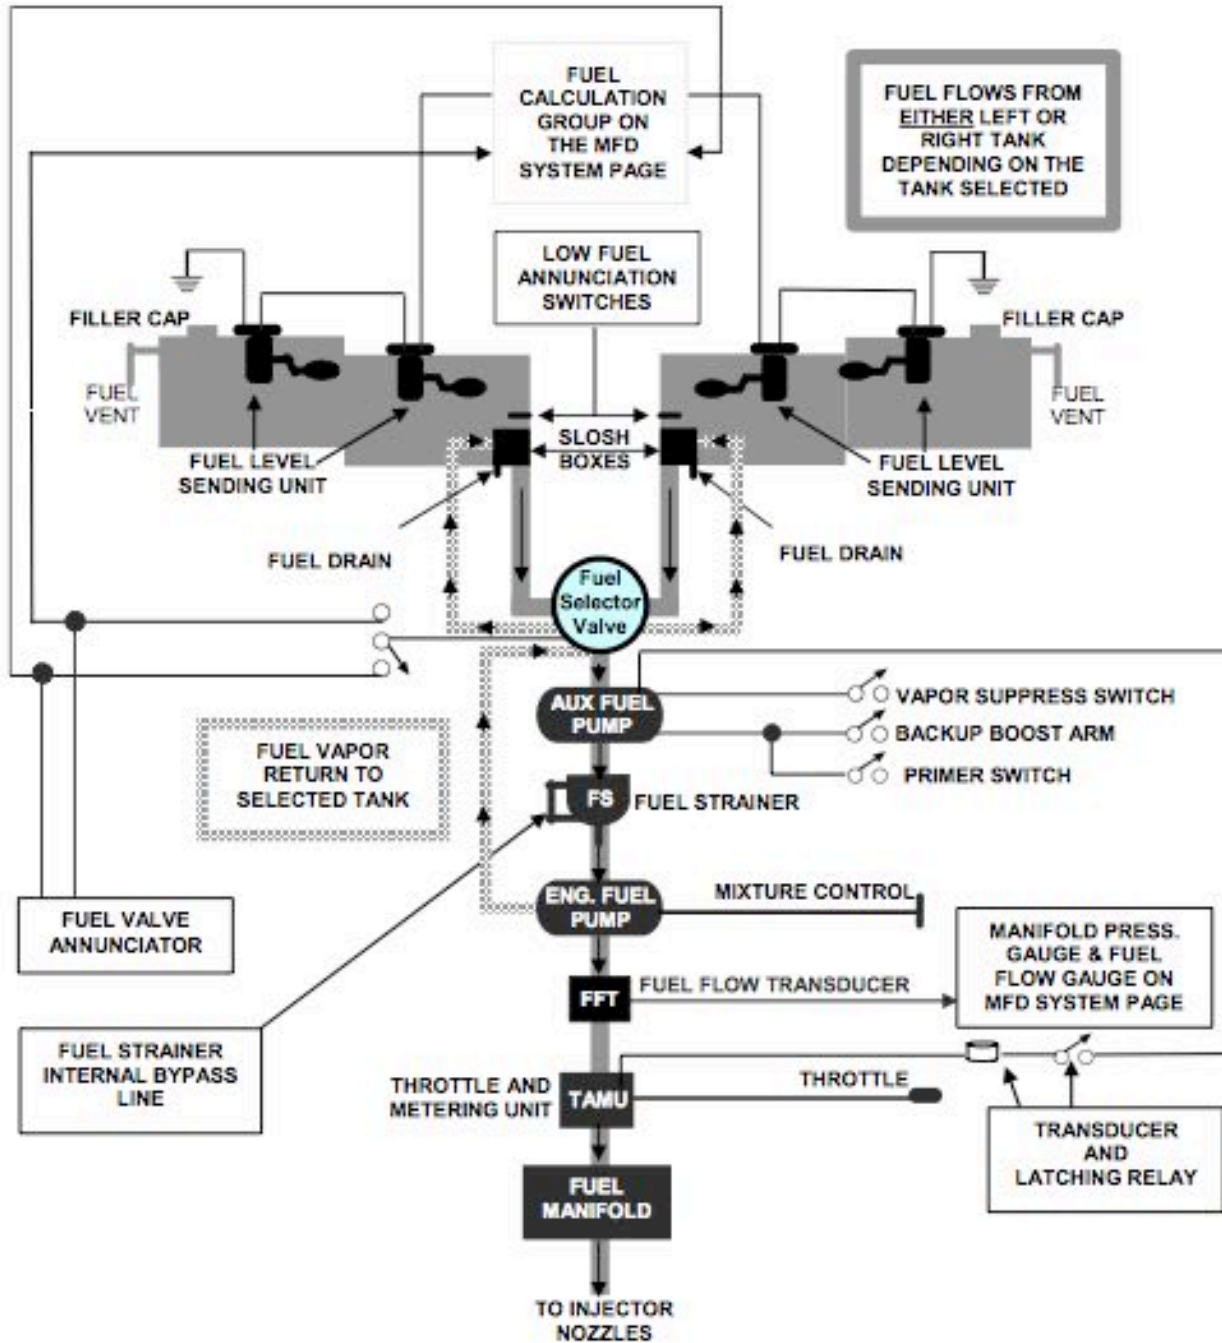 FUEL
CALCULATION
GROUP ON
THE MFD
SYSTEM PAGE
FUEL FLOWS FROM
EITHER LEFT OR
RIGHT TANK
DEPENDING ON THE
TANK SELECTED
LOW FUEL
ANNUNCIATION
SWITCHES
FILLER CAP
FILLER CAP
FUEL
VENT
FUEL
VENT
SLOSH
BOXES
FUEL LEVEL
SENDING UNIT
FUEL LEVEL
SENDING UNIT
FUEL DRAIN
FUEL DRAIN
Fuel
Selector
Valve
AUX FUEL
PUMP
VAPOR SUPPRESS SWITCH
BACKUP BOOST ARM
PRIMER SWITCH
FUEL VAPOR
RETURN TO
SELECTED TANK
FS
FUEL STRAINER
ENG. FUEL
PUMP
MIXTURE CONTROL
FUEL VALVE
ANNUNCIATOR
MANIFOLD PRESS.
GAUGE & FUEL
FLOW GAUGE ON
MFD SYSTEM PAGE
FFT
FUEL FLOW TRANSDUCER
FUEL STRAINER
INTERNAL BYPASS
LINE
THROTTLE AND
METERING UNIT
TAMU
THROTTLE
TRANSDUCER
AND
LATCHING RELAY
FUEL
MANIFOLD
TO INJECTOR
NOZZLES